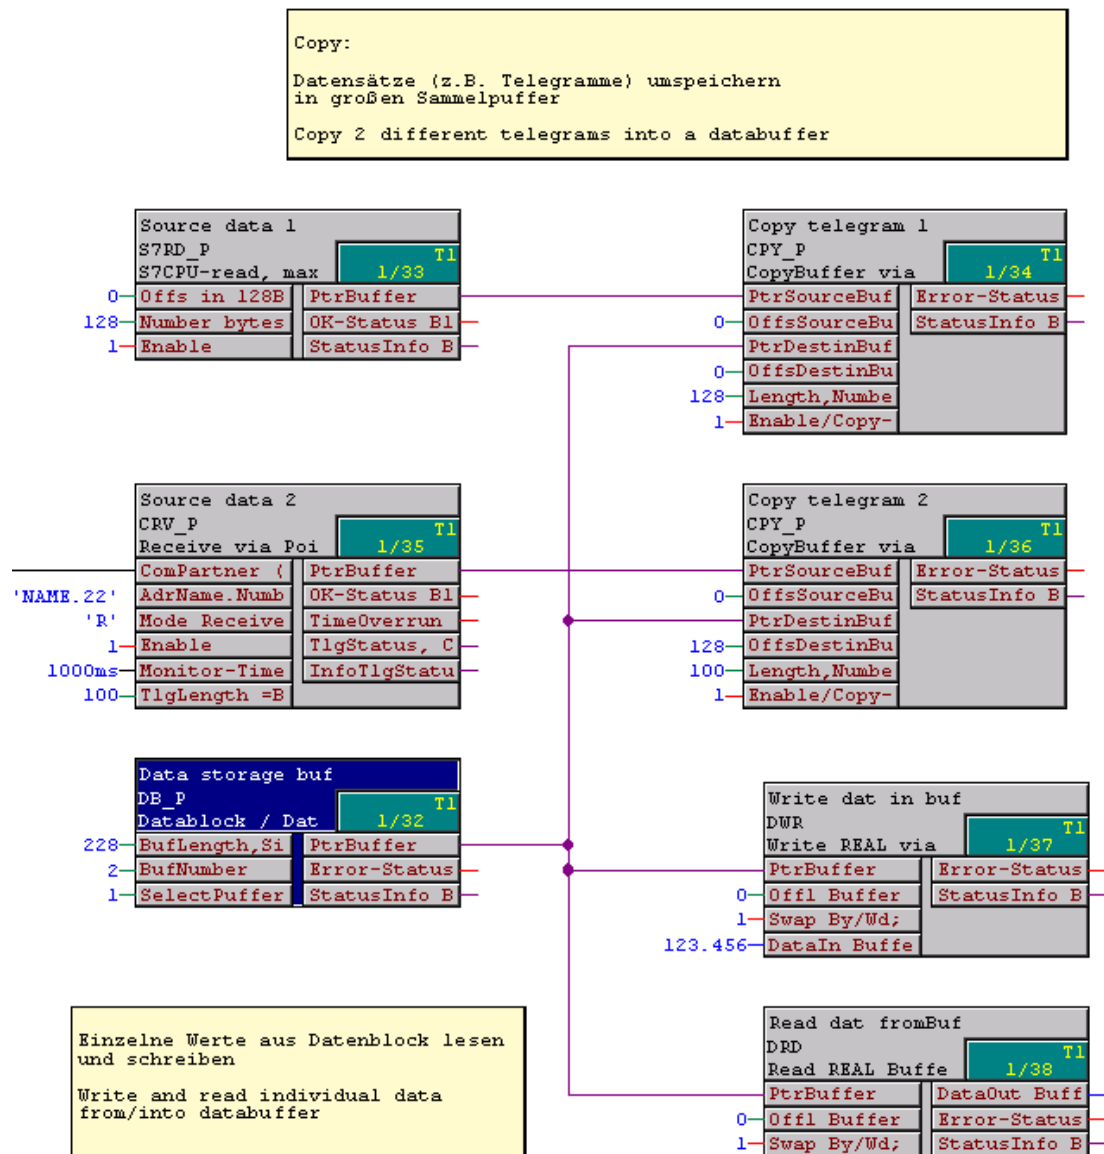 Copy:
Datensätze (z.B. Telegramme) umspeichern
in großen Sammelpuffer
Copy 2 different telegrams into a databuffer
Source data 1
S7RD_P
T1
S7CPU-read, max
1/33
0 Offs in 128B PtrBuffer
128 Number bytes OK-Status Bl
1 Enable StatusInfo B
Copy telegram 1
CPY_P
T1
CopyBuffer via
1/34
PtrSourceBuf Error-Status
0 OffsSourceBu StatusInfo B
PtrDestinBuf
0 OffsDestinBu
128 Length,Numbe
1 Enable/Copy-
Source data 2
CRV_P
T1
Receive via Poi
1/35
ComPartner ( PtrBuffer
'NAME.22' AdrName.Numb OK-Status Bl
'R' Mode Receive TimeOverrun
1 Enable TlgStatus, C
1000ms Monitor-Time InfoTlgStatu
100 TlgLength =B
Copy telegram 2
CPY_P
T1
CopyBuffer via
1/36
PtrSourceBuf Error-Status
0 OffsSourceBu StatusInfo B
PtrDestinBuf
128 OffsDestinBu
100 Length,Numbe
1 Enable/Copy-
Data storage buf
DB_P
T1
Datablock / Dat
1/32
228 BufLength,Si PtrBuffer
2 BufNumber Error-Status
1 SelectPuffer StatusInfo B
Write dat in buf
DWR
T1
Write REAL via
1/37
PtrBuffer Error-Status
0 Offl Buffer StatusInfo B
1 Swap By/Wd;
123.456 DataIn Buffe
Einzelne Werte aus Datenblock lesen
und schreiben
Write and read individual data
from/into databuffer
Read dat fromBuf
DRD
T1
Read REAL Buffe
1/38
PtrBuffer DataOut Buff
0 Offl Buffer Error-Status
1 Swap By/Wd; StatusInfo B